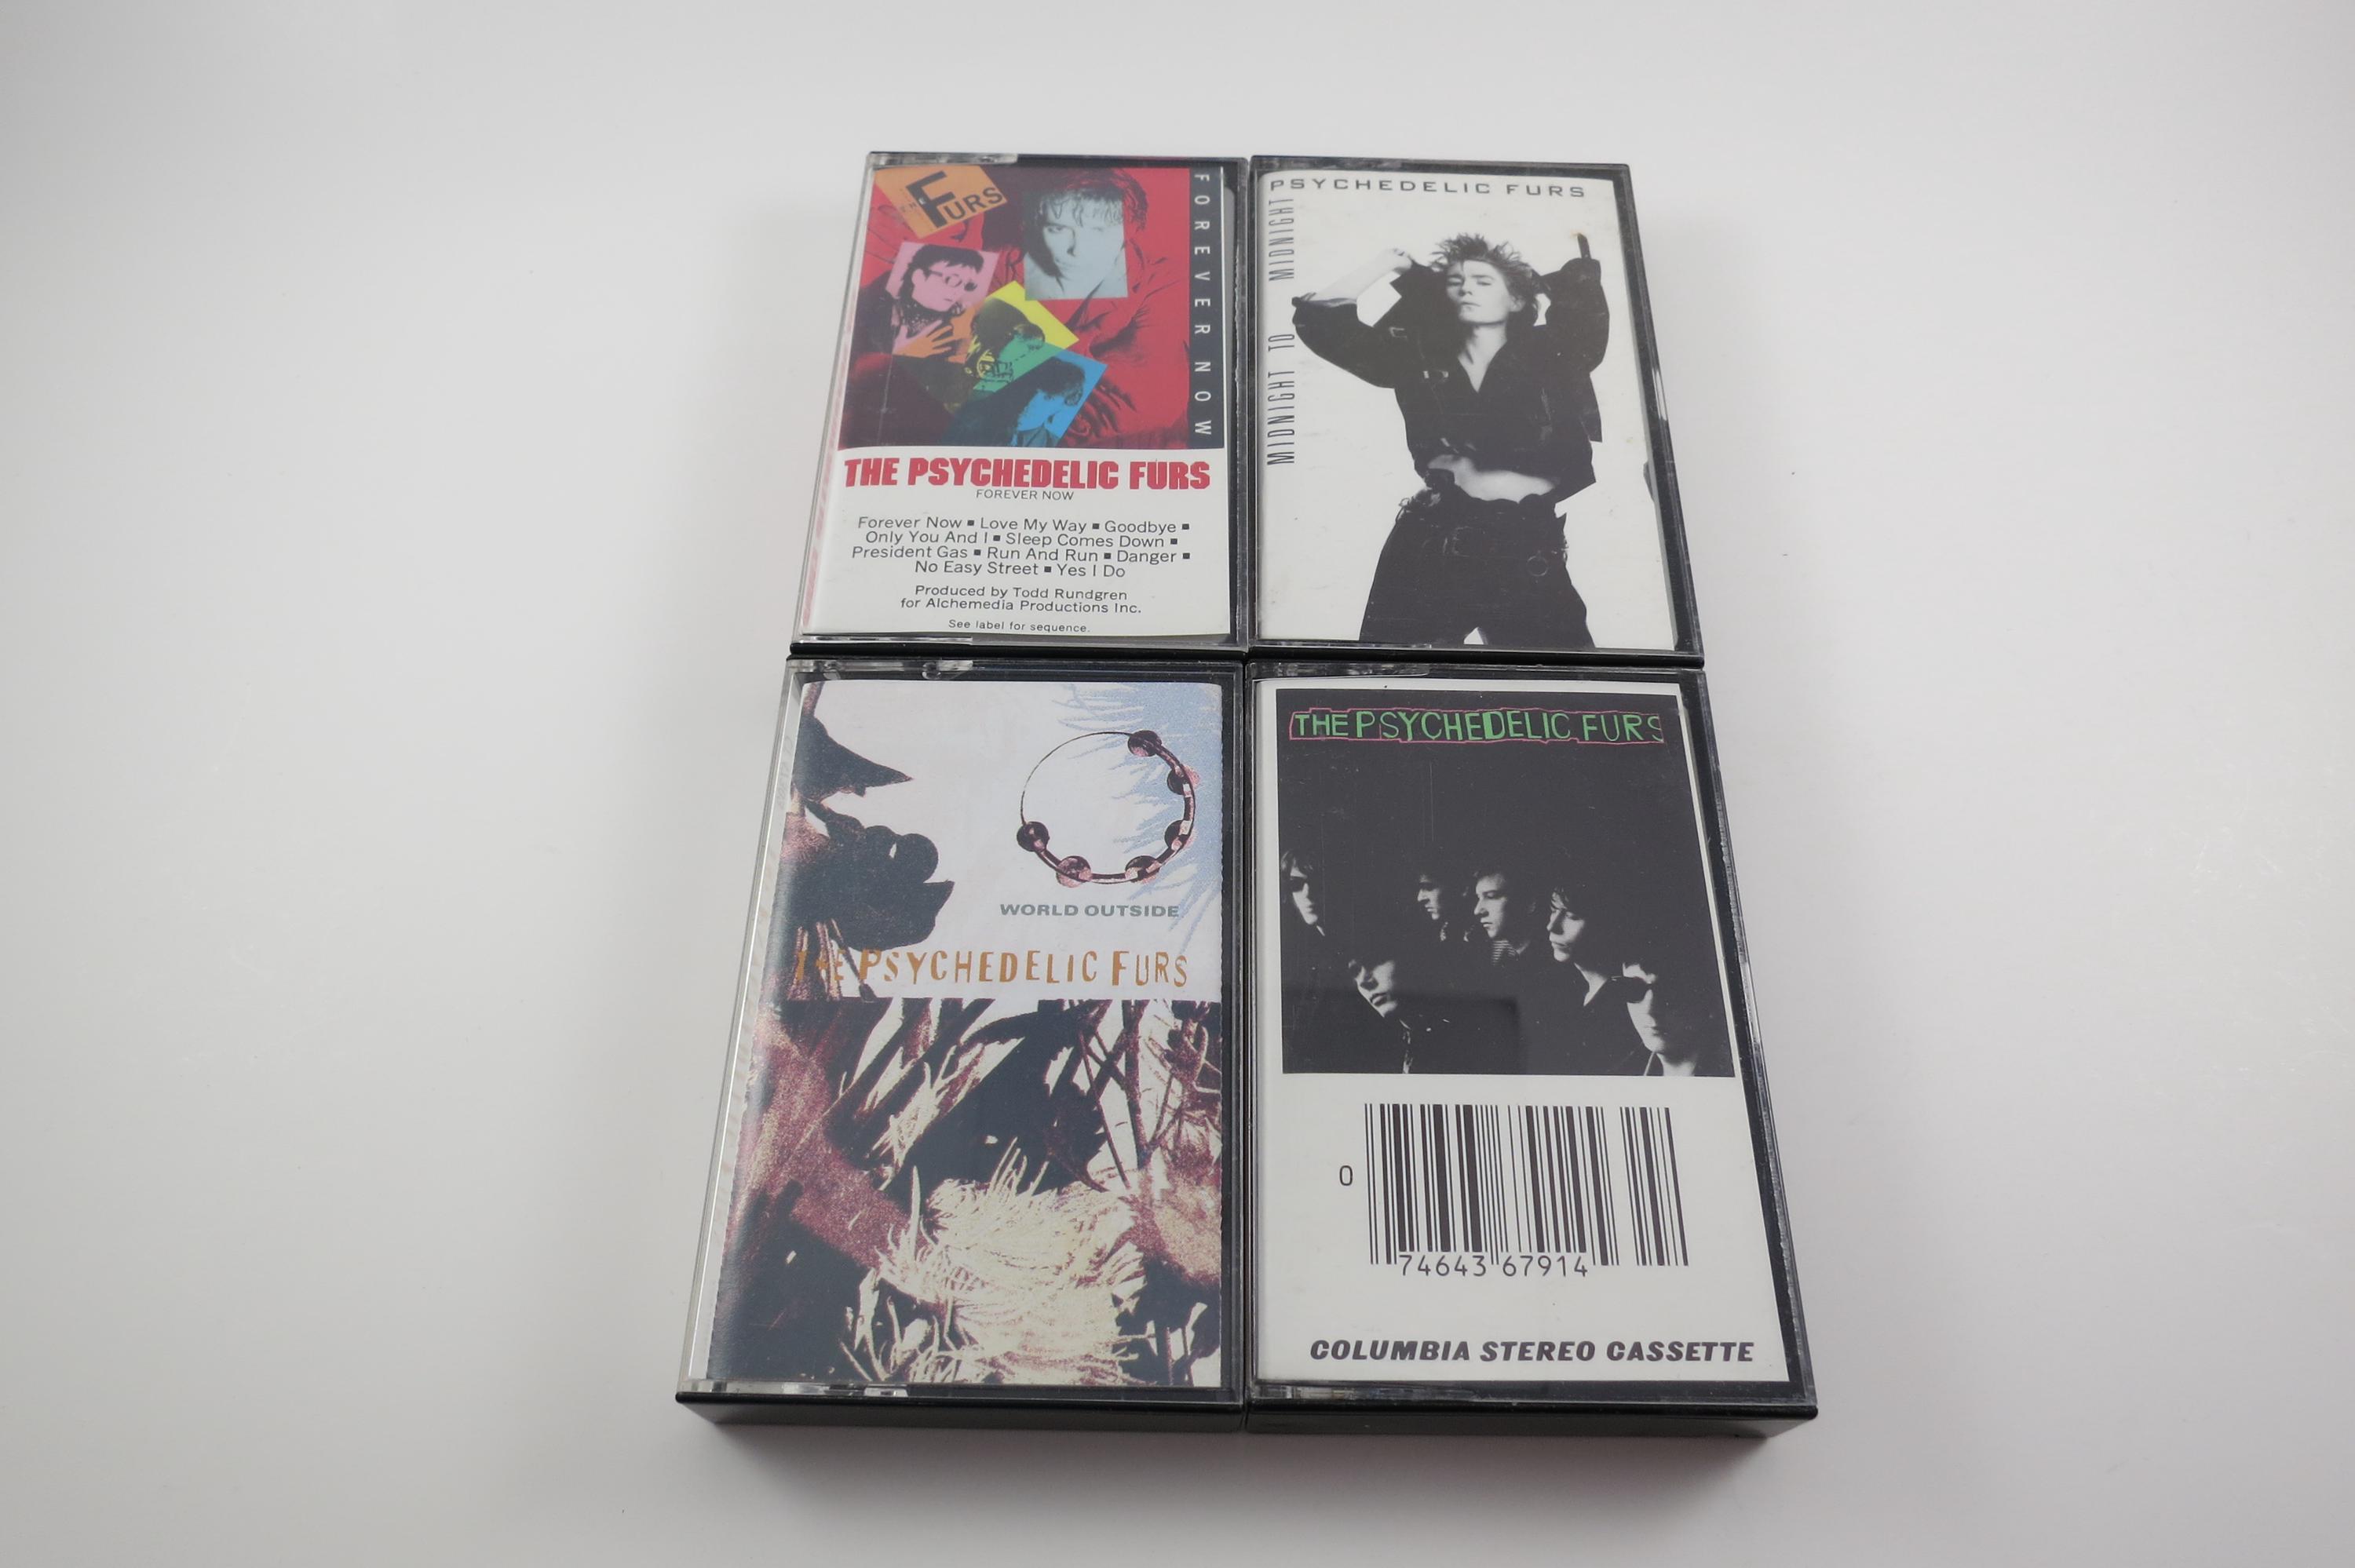 THE FURS
FOREVER NOW
THE PSYCHEDELIC FURS
FOREVER NOW
Forever Now ▪ Love My Way ▪ Goodbye ▪
Only You And I ▪ Sleep Comes Down ▪
President Gas ▪ Run And Run ▪ Danger ▪
No Easy Street ▪ Yes I Do
Produced by Todd Rundgren
for Alchemedia Productions Inc.
See label for sequence.
PSYCHEDELIC FURS
MIDNIGHT TO MIDNIGHT
WORLD OUTSIDE
THE PSYCHEDELIC FURS
THE PSYCHEDELIC FURS
0 74643 67914
COLUMBIA STEREO CASSETTE